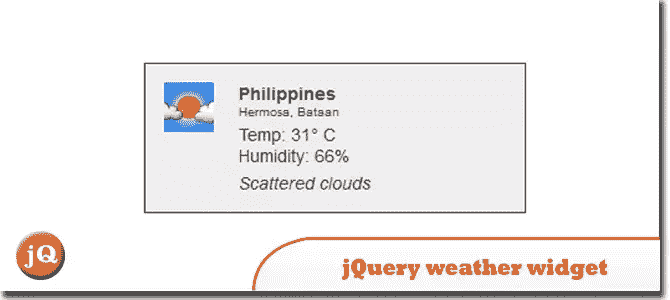 Philippines
Hermosa, Bataan
Temp: 31° C
Humidity: 66%
Scattered clouds
jQ
jQuery weather widget